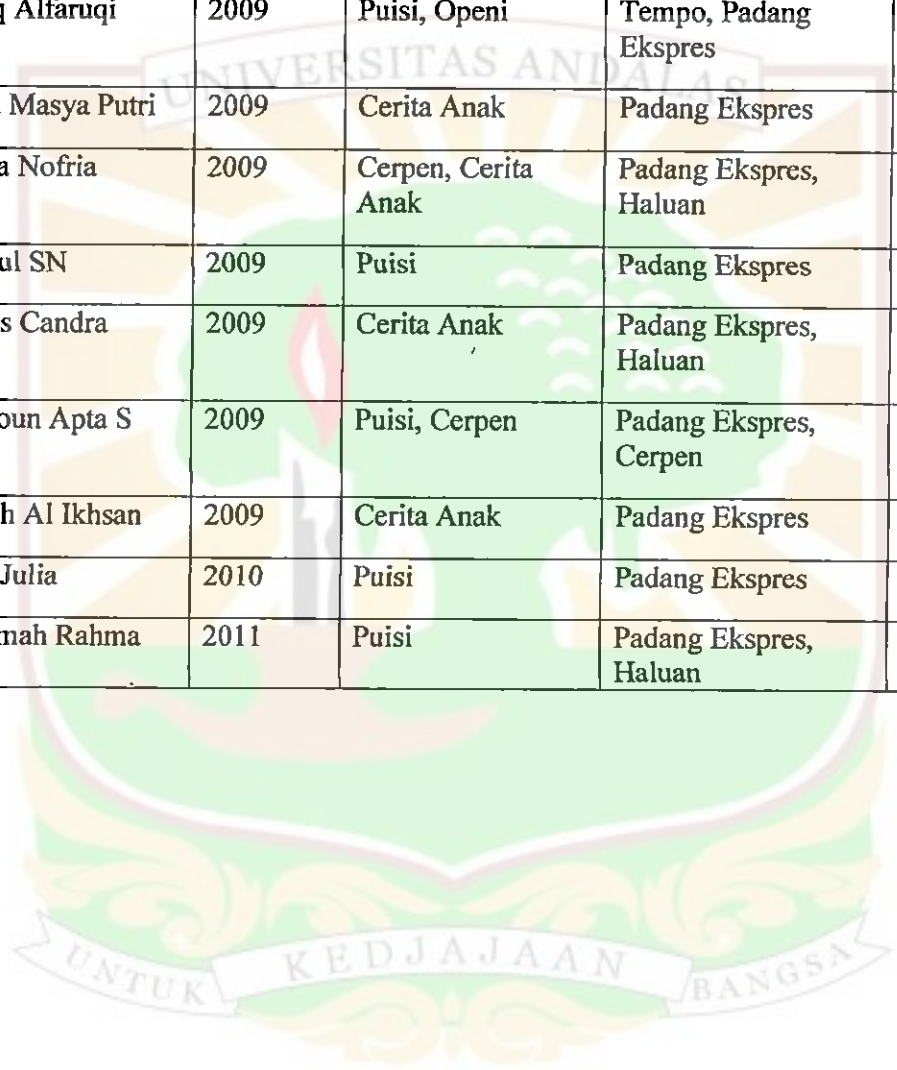 q Alfaruqi 2009 Puisi, Openi Tempo, Padang
Ekspres
Masya Putri 2009 Cerita Anak Padang Ekspres
a Nofria 2009 Cerpen, Cerita Padang Ekspres,
Anak Haluan
ul SN 2009 Puisi Padang Ekspres
s Candra 2009 Cerita Anak Padang Ekspres,
Haluan
oun Apta S 2009 Puisi, Cerpen Padang Ekspres,
Cerpen
h Al Ikhsan 2009 Cerita Anak Padang Ekspres
Julia 2010 Puisi Padang Ekspres
nah Rahma 2011 Puisi Padang Ekspres,
Haluan
UNIVERSITAS ANDALAS
UNTUK KEDJAJAAN BANGSA